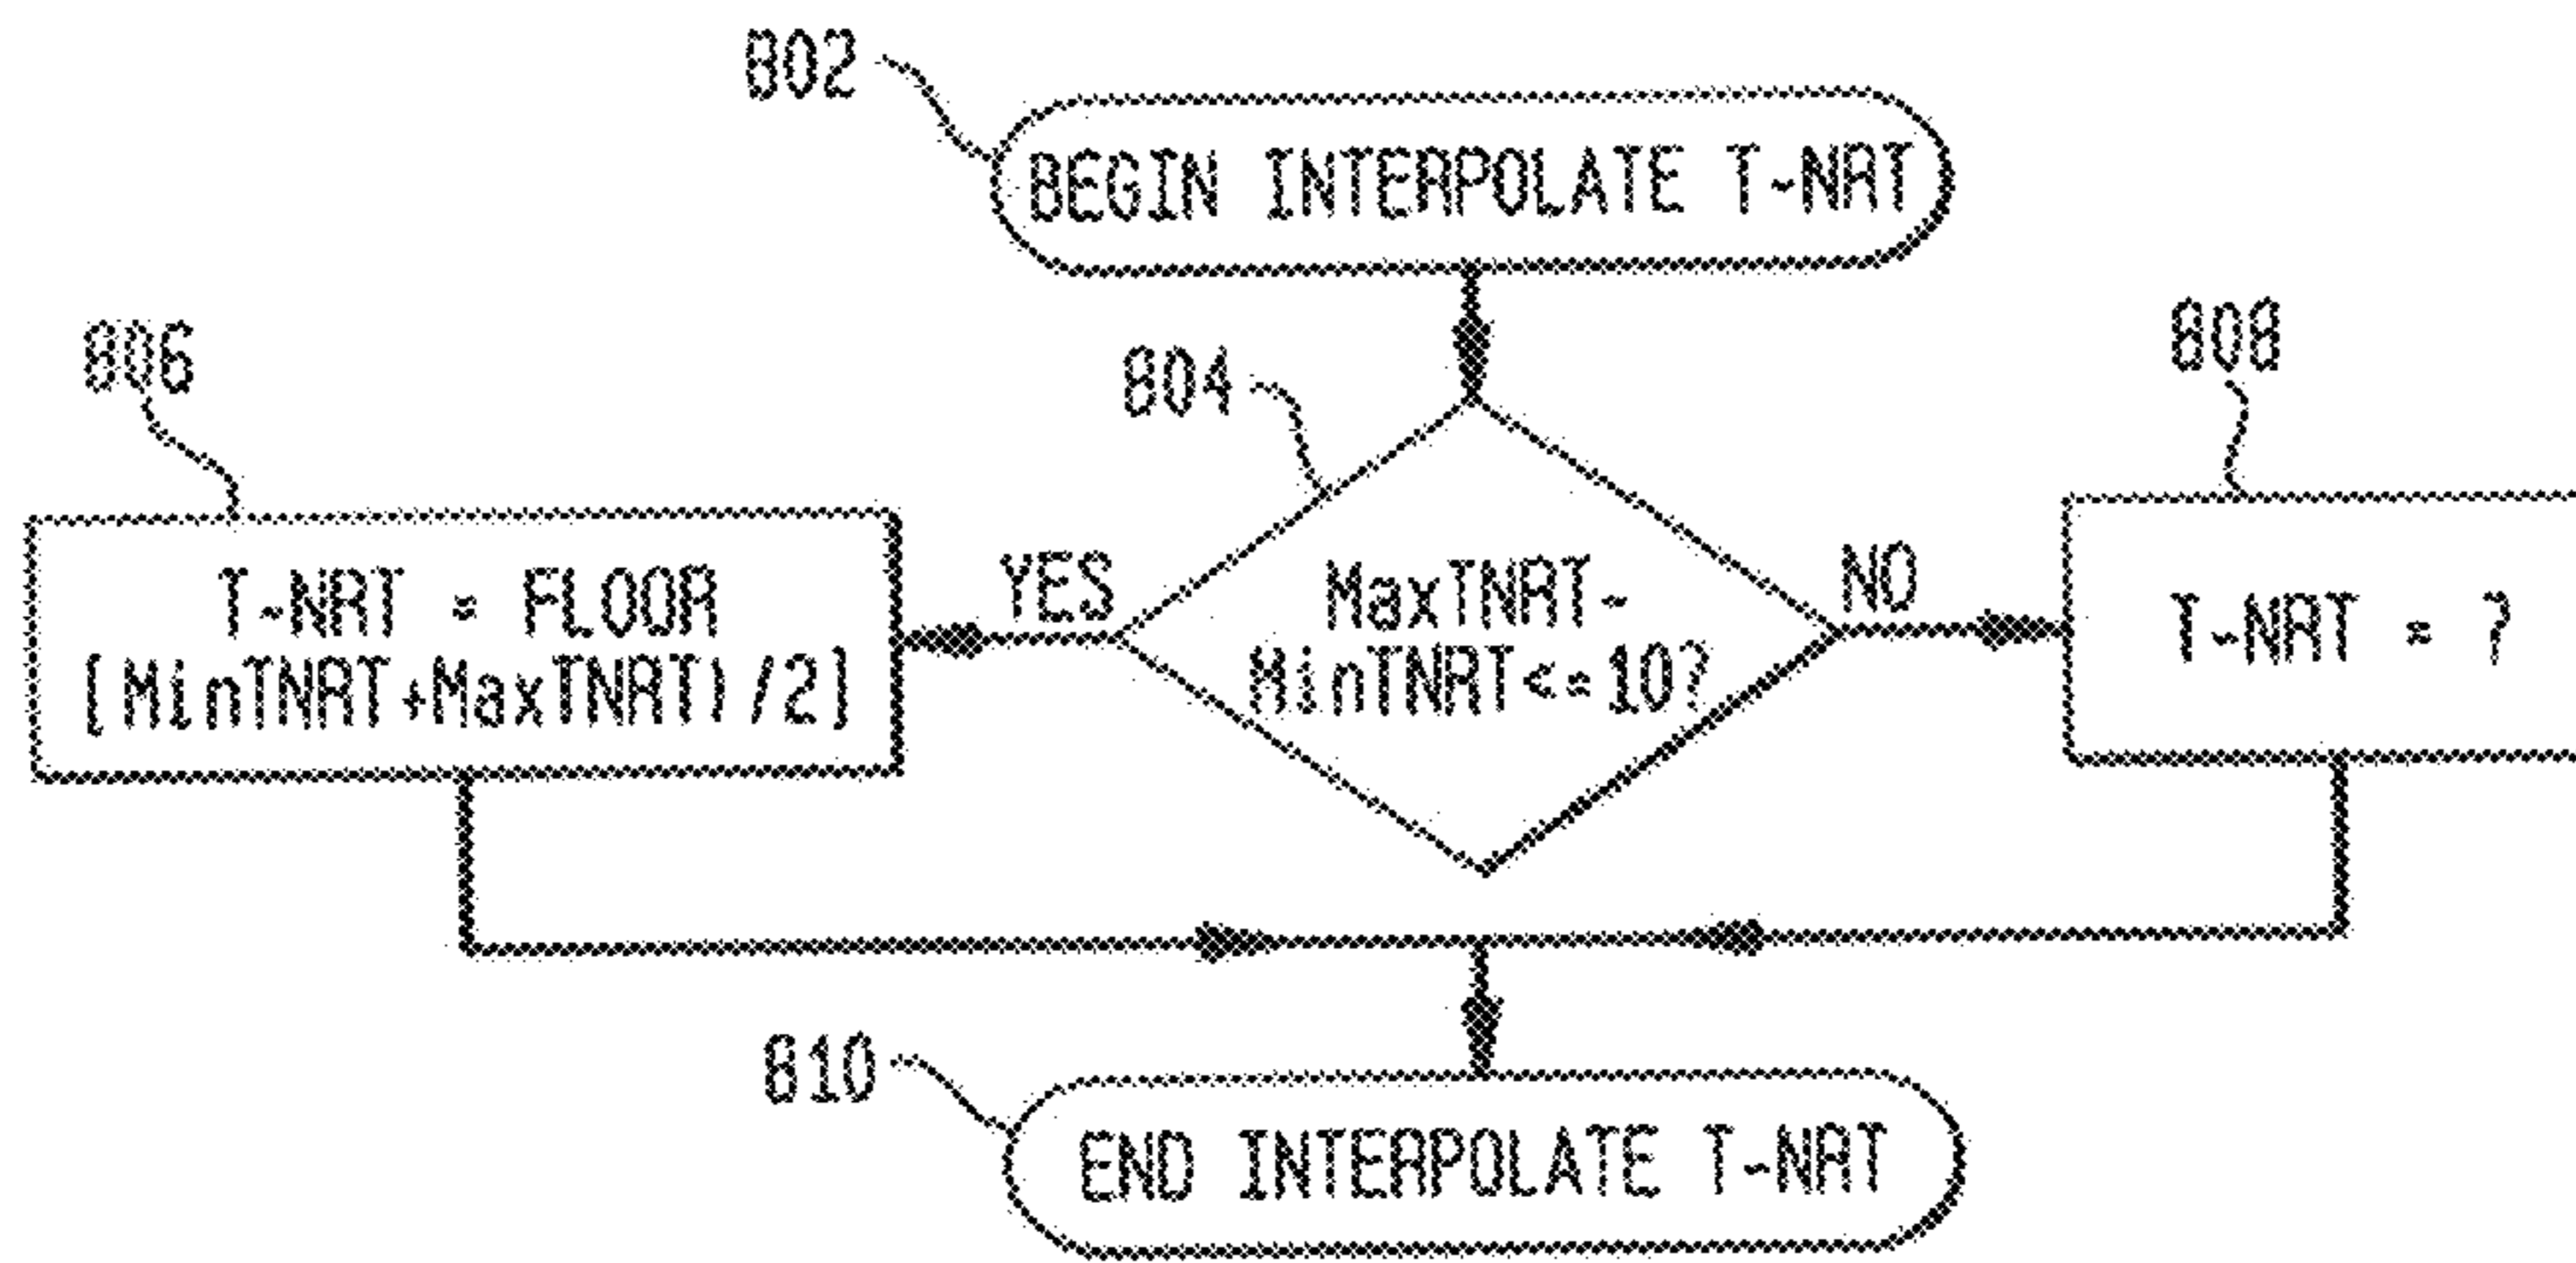 802
BEGIN INTERPOLATE T-NRT
806
804
808
T-NRT = FLOOR
[MinTNRT+MaxTNRT)/2]
YES
MaxTNRT-
MinTNRT<=10?
NO
T-NRT = ?
810
END INTERPOLATE T-NRT